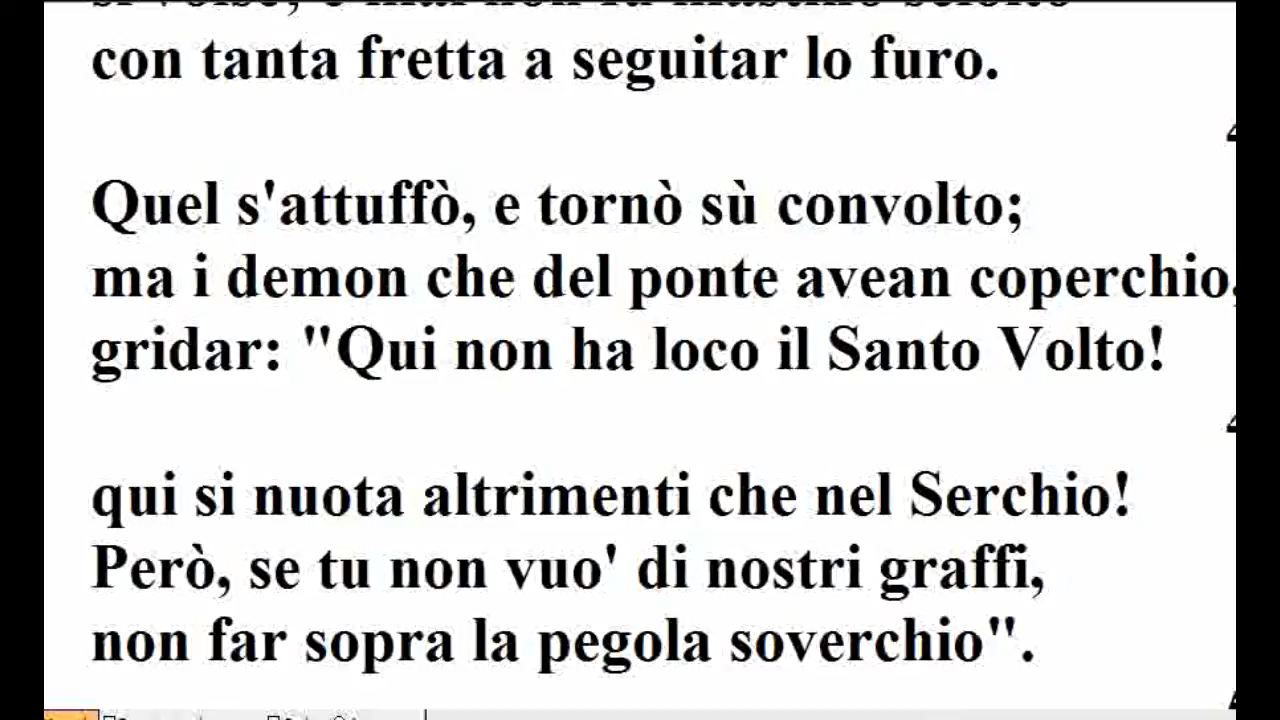 con tanta fretta a seguitar lo furo.
Quel s'attuffò, e tornò sù convolto;
ma i demon che del ponte avean coperchio,
gridar: "Qui non ha loco il Santo Volto!
qui si nuota altrimenti che nel Serchio!
Però, se tu non vuo' di nostri graffi,
non far sopra la pegola soverchio".